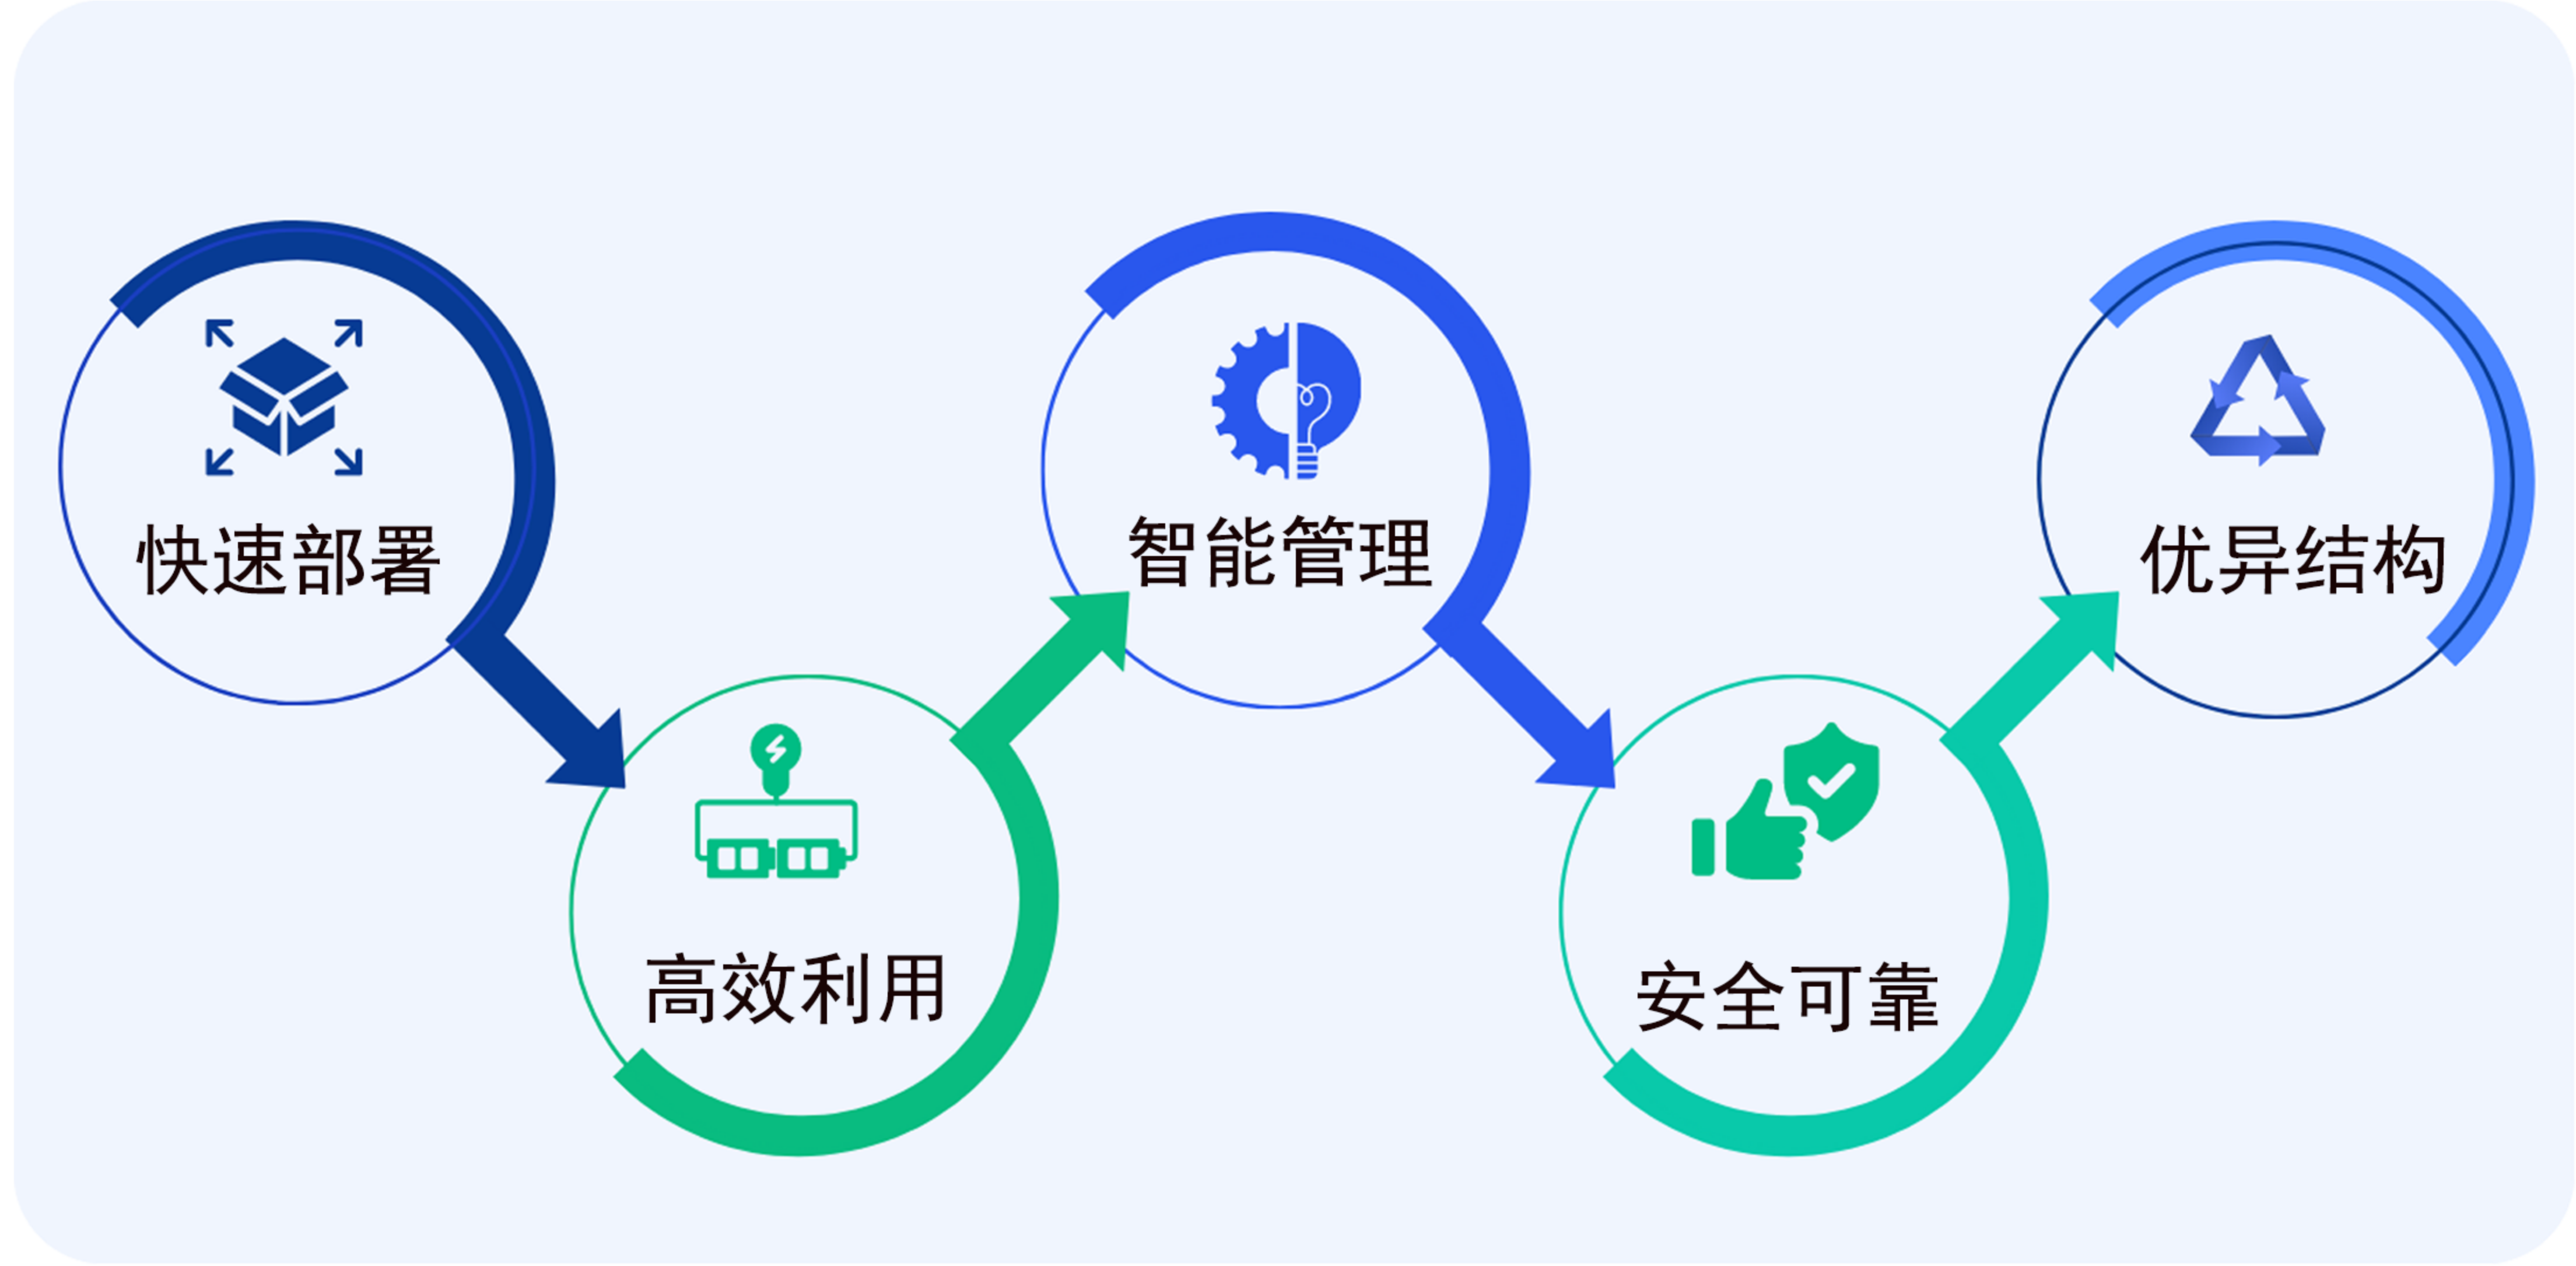 快速部署
高效利用
智能管理
安全可靠
优异结构